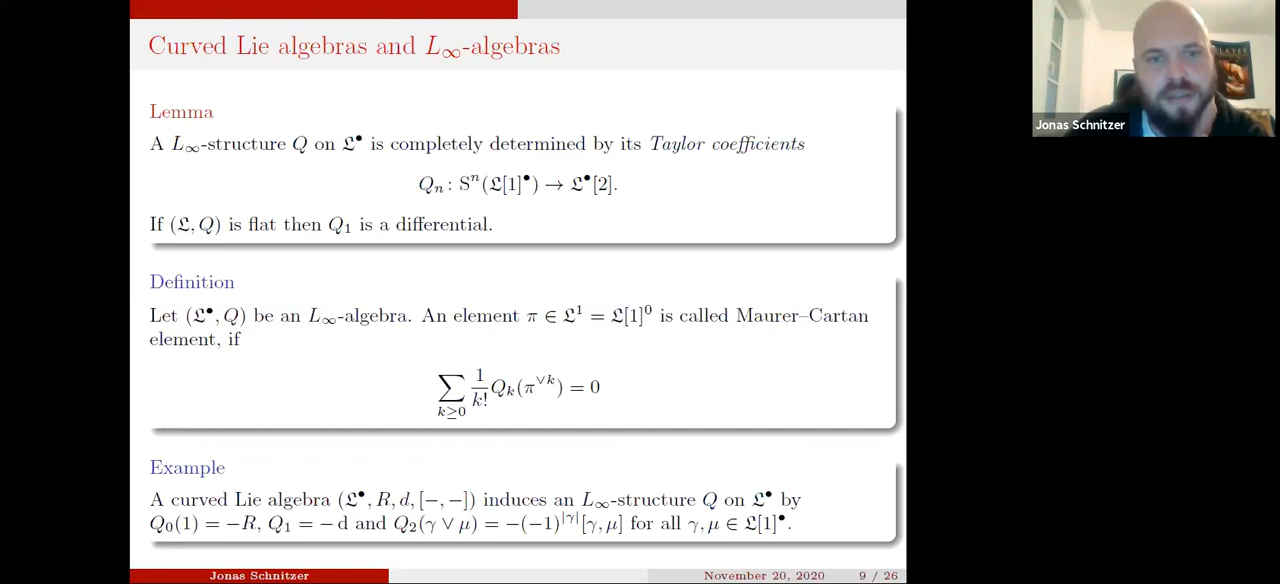 Curved Lie algebras and L∞-algebras
Lemma
A L∞-structure Q on 𝔏• is completely determined by its Taylor coefficients
Qₙ : Sⁿ(𝔏[1]•) → 𝔏•[2].
If (𝔏, Q) is flat then Q₁ is a differential.
Definition
Let (𝔏•, Q) be an L∞-algebra. An element π ∈ 𝔏¹ = 𝔏[1]⁰ is called Maurer–Cartan
element, if
∑_{k≥0} 1/k! Q_k(π^{∨k}) = 0
Example
A curved Lie algebra (𝔏•, R, d, [−, −]) induces an L∞-structure Q on 𝔏• by
Q₀(1) = −R, Q₁ = − d and Q₂(γ ∨ μ) = −(−1)^{|γ|}[γ, μ] for all γ, μ ∈ 𝔏[1]•.
Jonas Schnitzer
November 20, 2020
9 / 26
Jonas Schnitzer